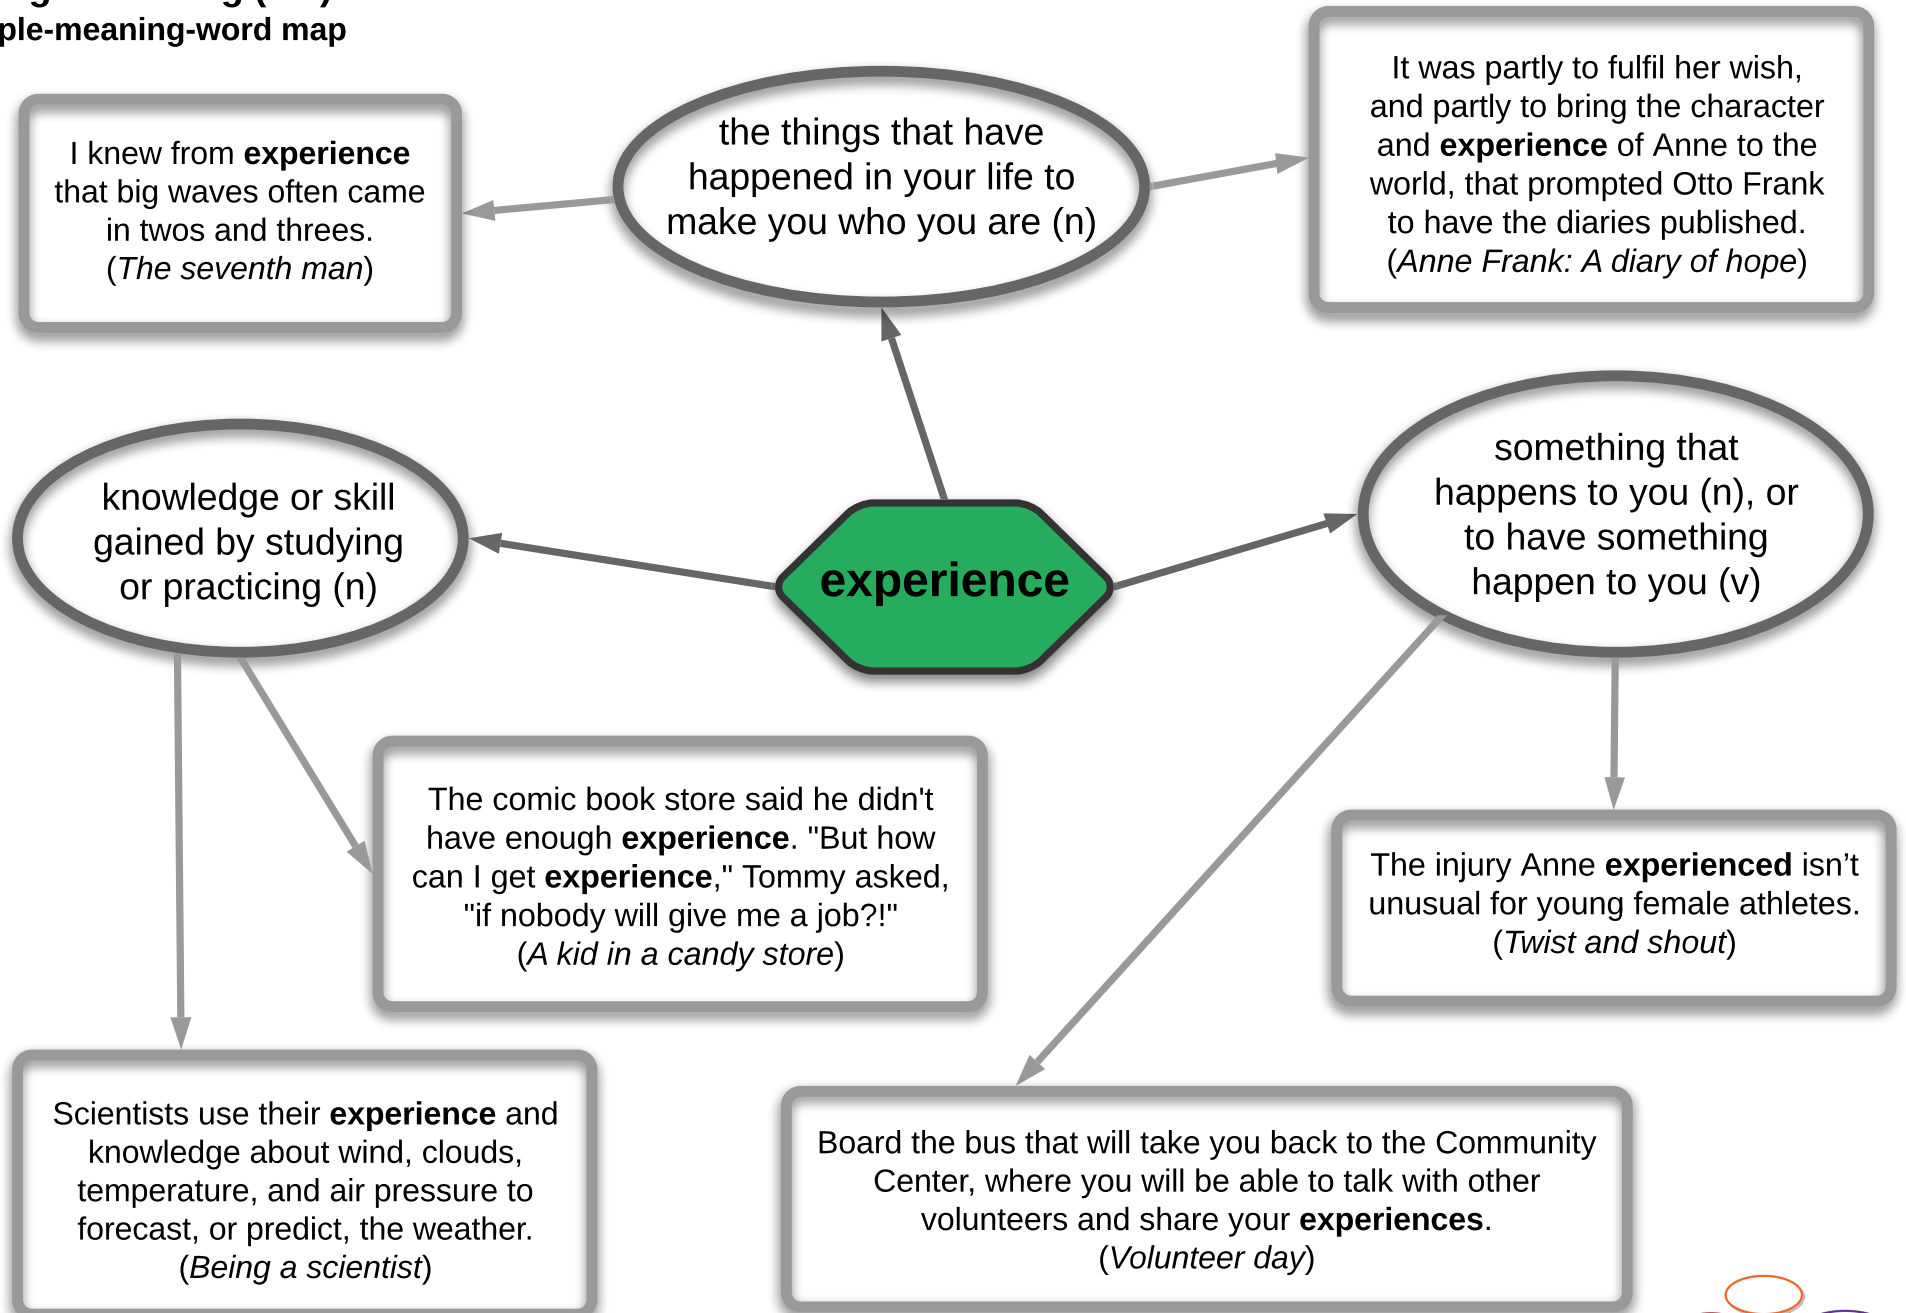 ple-meaning-word map
I knew from experience
that big waves often came
in twos and threes.
(The seventh man)
the things that have
happened in your life to
make you who you are (n)
It was partly to fulfil her wish,
and partly to bring the character
and experience of Anne to the
world, that prompted Otto Frank
to have the diaries published.
(Anne Frank: A diary of hope)
knowledge or skill
gained by studying
or practicing (n)
experience
something that
happens to you (n), or
to have something
happen to you (v)
The comic book store said he didn't
have enough experience. "But how
can I get experience," Tommy asked,
"if nobody will give me a job?!"
(A kid in a candy store)
The injury Anne experienced isn’t
unusual for young female athletes.
(Twist and shout)
Scientists use their experience and
knowledge about wind, clouds,
temperature, and air pressure to
forecast, or predict, the weather.
(Being a scientist)
Board the bus that will take you back to the Community
Center, where you will be able to talk with other
volunteers and share your experiences.
(Volunteer day)